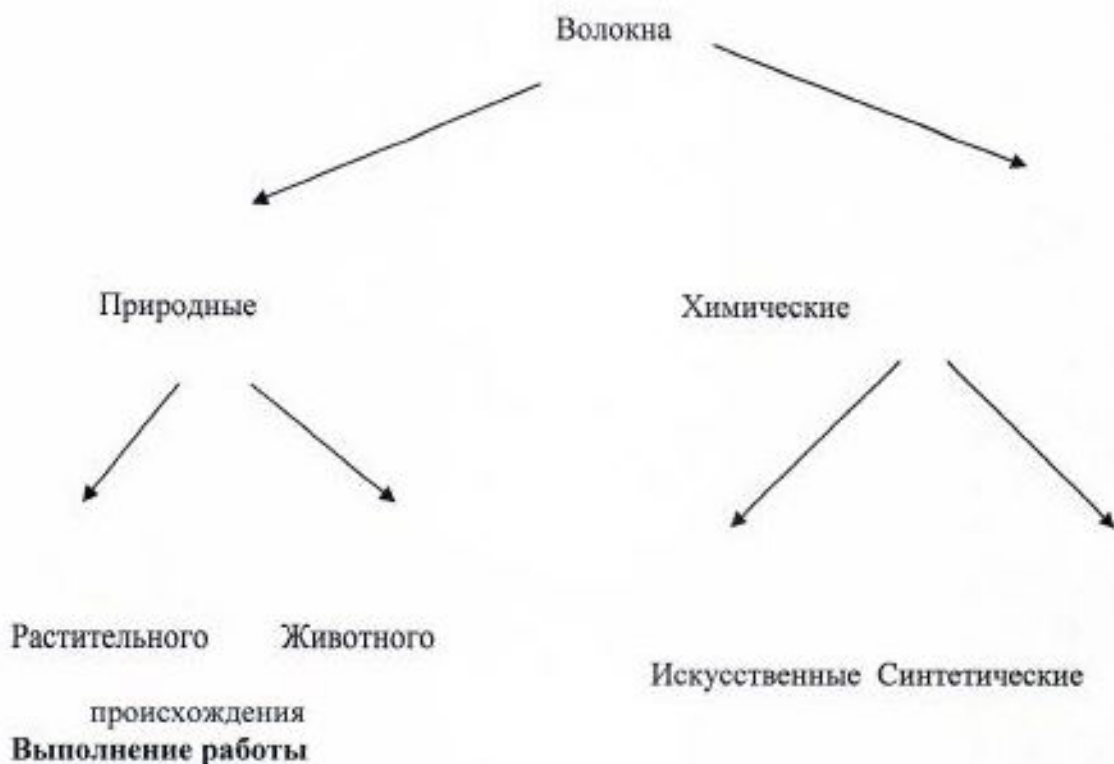 Волокна
Природные
Химические
Растительного Животного
Искусственные Синтетические
происхождения
Выполнение работы